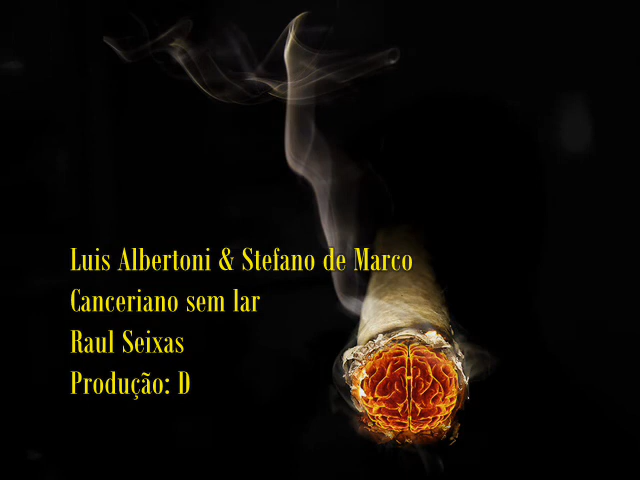 Luis Albertoni & Stefano de Marco
Canceriano sem lar
Raul Seixas
Produção: D